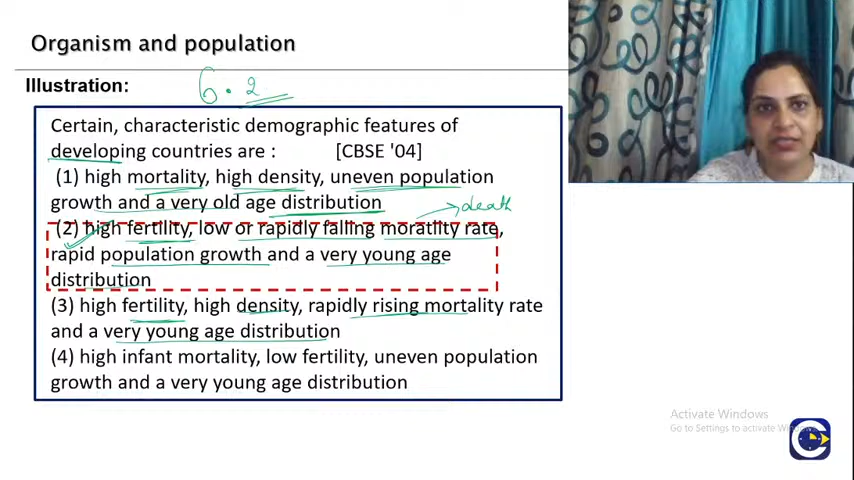 Organism and population
Illustration:
6.2
Certain, characteristic demographic features of
developing countries are : [CBSE '04]
(1) high mortality, high density, uneven population
growth and a very old age distribution
death
(2) high fertility, low or rapidly falling moratlity rate,
rapid population growth and a very young age
distribution
(3) high fertility, high density, rapidly rising mortality rate
and a very young age distribution
(4) high infant mortality, low fertility, uneven population
growth and a very young age distribution
Activate Windows
Go to Settings to activate Windows.